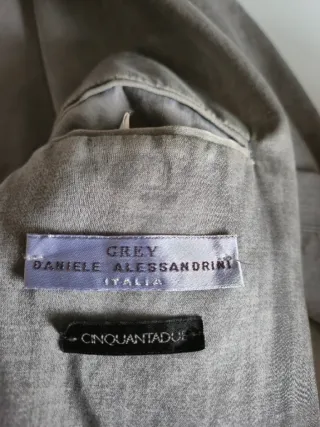 GREY
DANIELE ALESSANDRINI
ITALIA
CINQUANTADUE